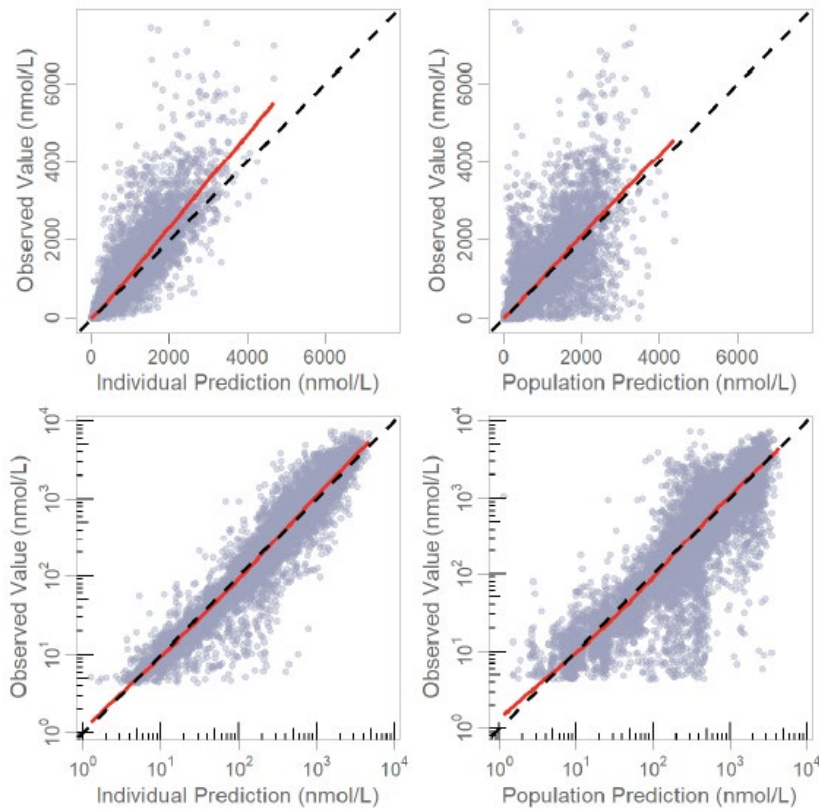 Observed Value (nmol/L)
6000
4000
2000
0
0 2000 4000 6000
Individual Prediction (nmol/L)
Observed Value (nmol/L)
6000
4000
2000
0
0 2000 4000 6000
Population Prediction (nmol/L)
Observed Value (nmol/L)
10⁴
10³
10²
10¹
10⁰
10⁰ 10¹ 10² 10³ 10⁴
Individual Prediction (nmol/L)
Observed Value (nmol/L)
10⁴
10³
10²
10¹
10⁰
10⁰ 10¹ 10² 10³ 10⁴
Population Prediction (nmol/L)